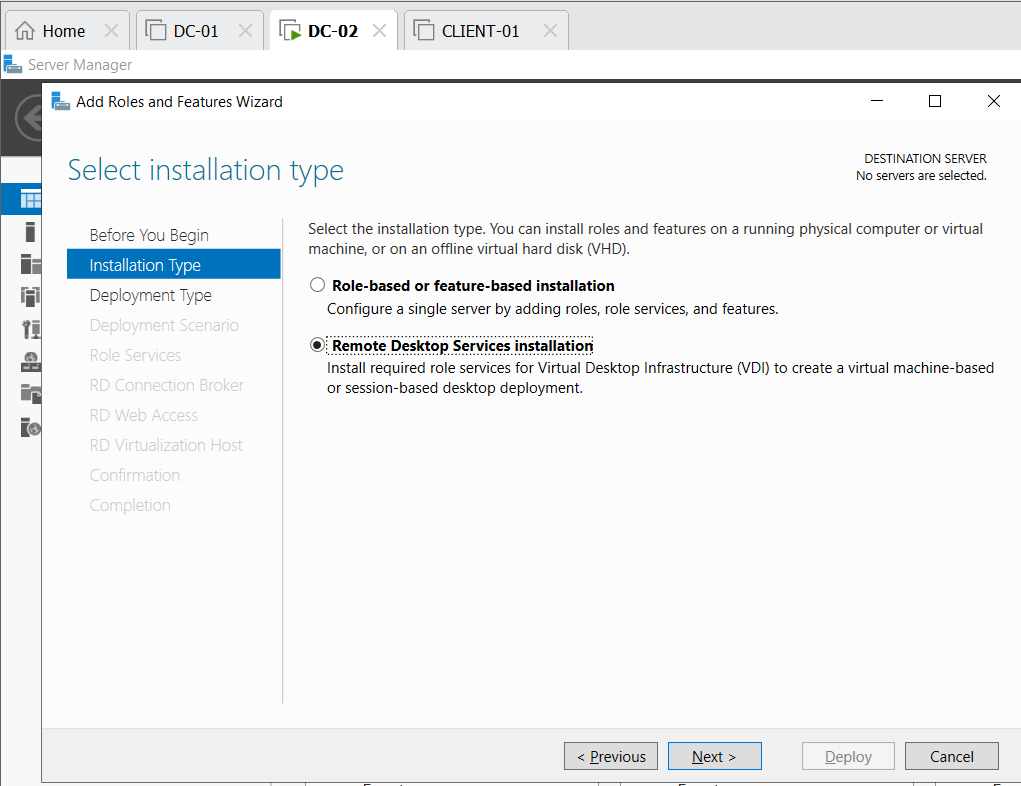 Home
DC-01
DC-02
CLIENT-01
Server Manager
Add Roles and Features Wizard
Select installation type
DESTINATION SERVER
No servers are selected.
Before You Begin
Installation Type
Deployment Type
Deployment Scenario
Role Services
RD Connection Broker
RD Web Access
RD Virtualization Host
Confirmation
Completion
Select the installation type. You can install roles and features on a running physical computer or virtual
machine, or on an offline virtual hard disk (VHD).
Role-based or feature-based installation
Configure a single server by adding roles, role services, and features.
Remote Desktop Services installation
Install required role services for Virtual Desktop Infrastructure (VDI) to create a virtual machine-based
or session-based desktop deployment.
< Previous
Next >
Deploy
Cancel